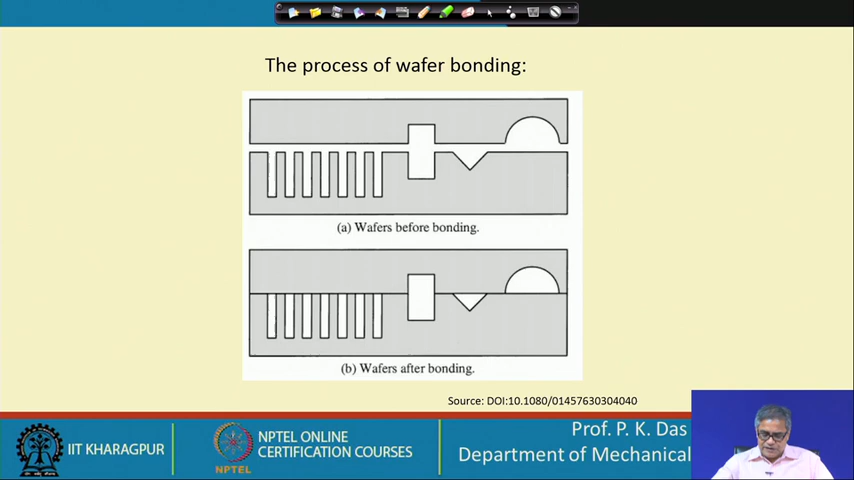 The process of wafer bonding:
(a) Wafers before bonding.
(b) Wafers after bonding.
Source: DOI:10.1080/01457630304040
IIT KHARAGPUR
NPTEL
NPTEL ONLINE
CERTIFICATION COURSES
Prof. P. K. Das
Department of Mechanical